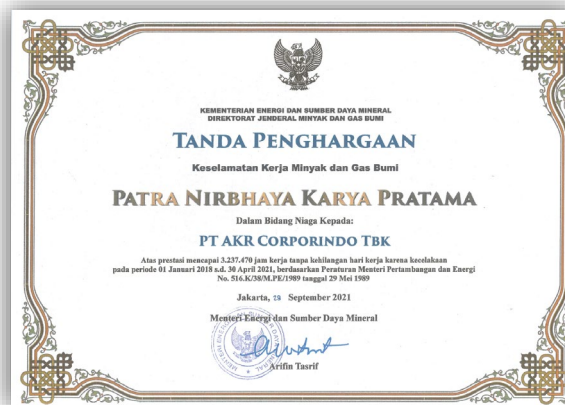 KEMENTERIAN ENERGI DAN SUMBER DAYA MINERAL
DIREKTORAT JENDERAL MINYAK DAN GAS BUMI
TANDA PENGHARGAAN
Keselamatan Kerja Minyak dan Gas Bumi
PATRA NIRBHAYA KARYA PRATAMA
Dalam Bidang Niaga Kepada:
PT AKR CORPORINDO TBK
Atas prestasi mencapai 3.237.470 jam kerja tanpa kehilangan hari kerja karena kecelakaan
pada periode 01 Januari 2018 s.d. 30 April 2021, berdasarkan Peraturan Menteri Pertambangan dan Energi
No. 516.K/38/M.PE/1989 tanggal 29 Mei 1989
Jakarta, 29 September 2021
Menteri Energi dan Sumber Daya Mineral
Arifin Tasrif